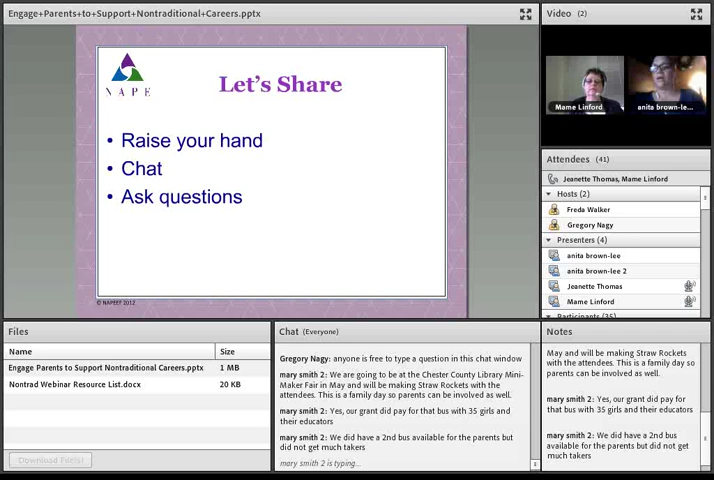 Engage+Parents+to+Support+Nontraditional+Careers.pptx
NAPE
Let's Share
• Raise your hand
• Chat
• Ask questions
© NAPEEF 2012
Video (2)
Mame Linford
anita brown-le...
Attendees (41)
Jeanette Thomas, Mame Linford
Hosts (2)
Freda Walker
Gregory Nagy
Presenters (4)
anita brown-lee
anita brown-lee 2
Jeanette Thomas
Mame Linford
Participants (35)
Files
Name Size
Engage Parents to Support Nontraditional Careers.pptx 1 MB
Nontrad Webinar Resource List.docx 20 KB
Download File(s)
Chat (Everyone)
Gregory Nagy: anyone is free to type a question in this chat window
mary smith 2: We are going to be at the Chester County Library Mini-
Maker Fair in May and will be making Straw Rockets with the
attendees. This is a family day so parents can be involved as well.
mary smith 2: Yes, our grant did pay for that bus with 35 girls and
their educators
mary smith 2: We did have a 2nd bus available for the parents but
did not get much takers
mary smith 2 is typing...
Notes
May and will be making Straw Rockets
with the attendees. This is a family day so
parents can be involved as well.
mary smith 2: Yes, our grant did pay for
that bus with 35 girls and their educators
mary smith 2: We did have a 2nd bus
available for the parents but did not get
much takers